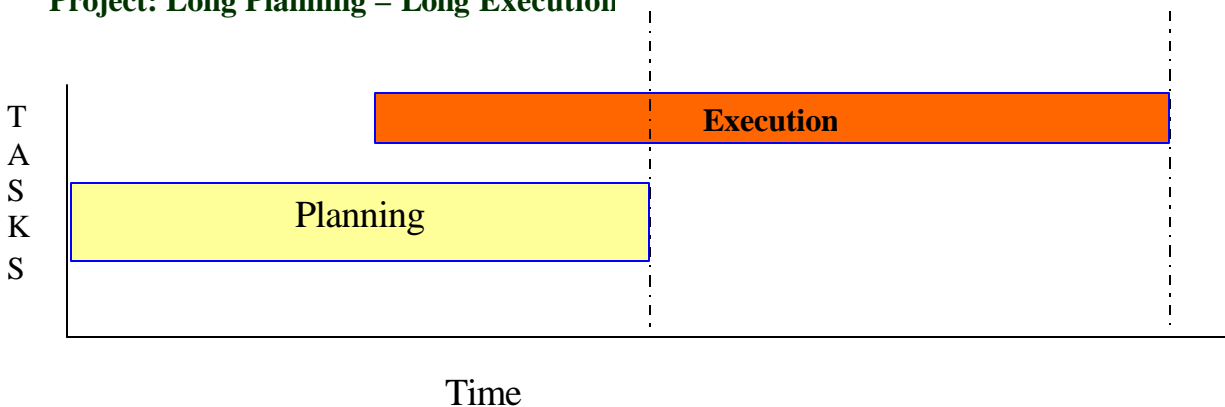 Project: Long Planning – Long Execution
T
A
S
K
S
Execution
Planning
Time